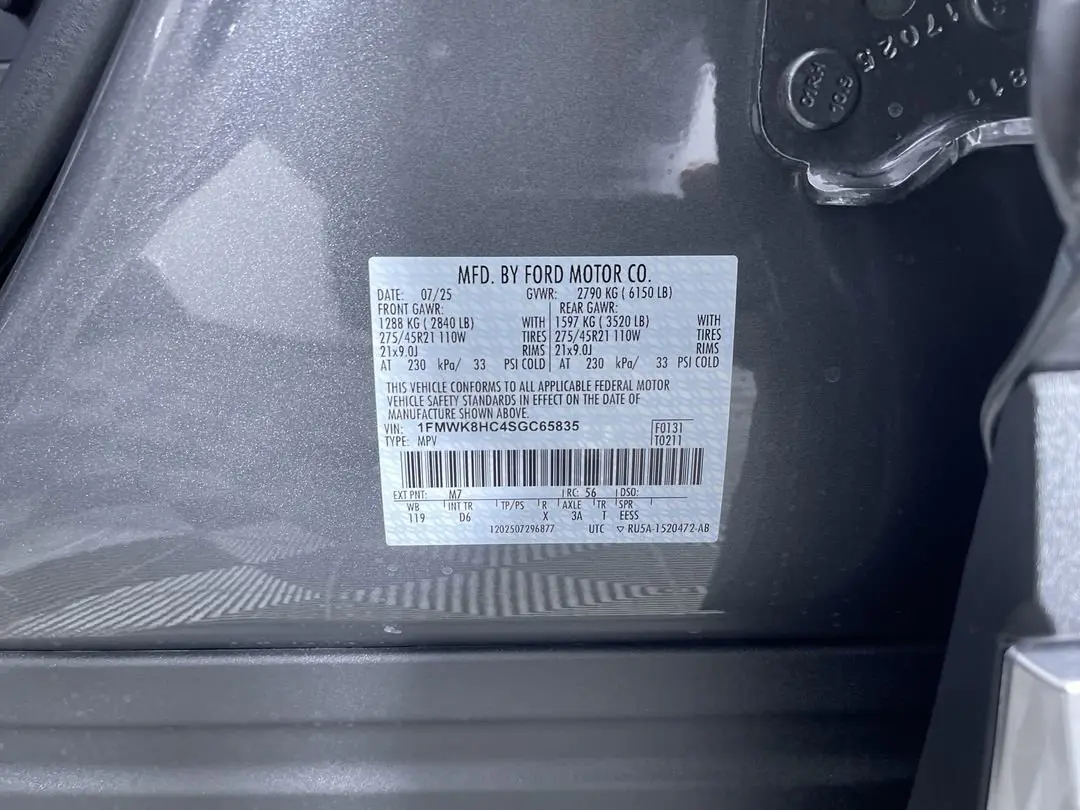 17025
811
HR10
MFD. BY FORD MOTOR CO.
DATE: 07/25 GVWR: 2790 KG ( 6150 LB)
FRONT GAWR: REAR GAWR:
1288 KG ( 2840 LB) WITH 1597 KG ( 3520 LB) WITH
275/45R21 110W TIRES 275/45R21 110W TIRES
21x9.0J RIMS 21x9.0J RIMS
AT 230 kPa/ 33 PSI COLD AT 230 kPa/ 33 PSI COLD
THIS VEHICLE CONFORMS TO ALL APPLICABLE FEDERAL MOTOR
VEHICLE SAFETY STANDARDS IN EFFECT ON THE DATE OF
MANUFACTURE SHOWN ABOVE.
VIN: 1FMWK8HC4SGC65835 F0131
TYPE: MPV T0211
EXT PNT: M7 RC: 56 DSO:
WB INT TR TP/PS R AXLE TR SPR
119 D6 X 3A T EESS
1202507296877 UTC ▽ RU5A-1520472-AB